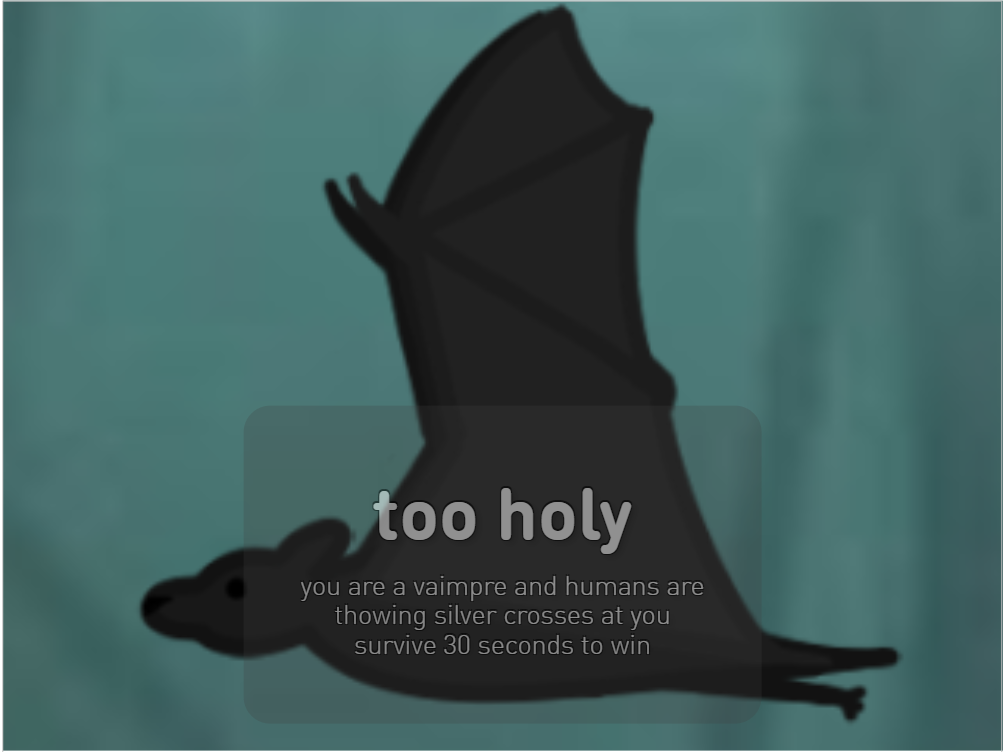 too holy
you are a vaimpre and humans are
thowing silver crosses at you
survive 30 seconds to win